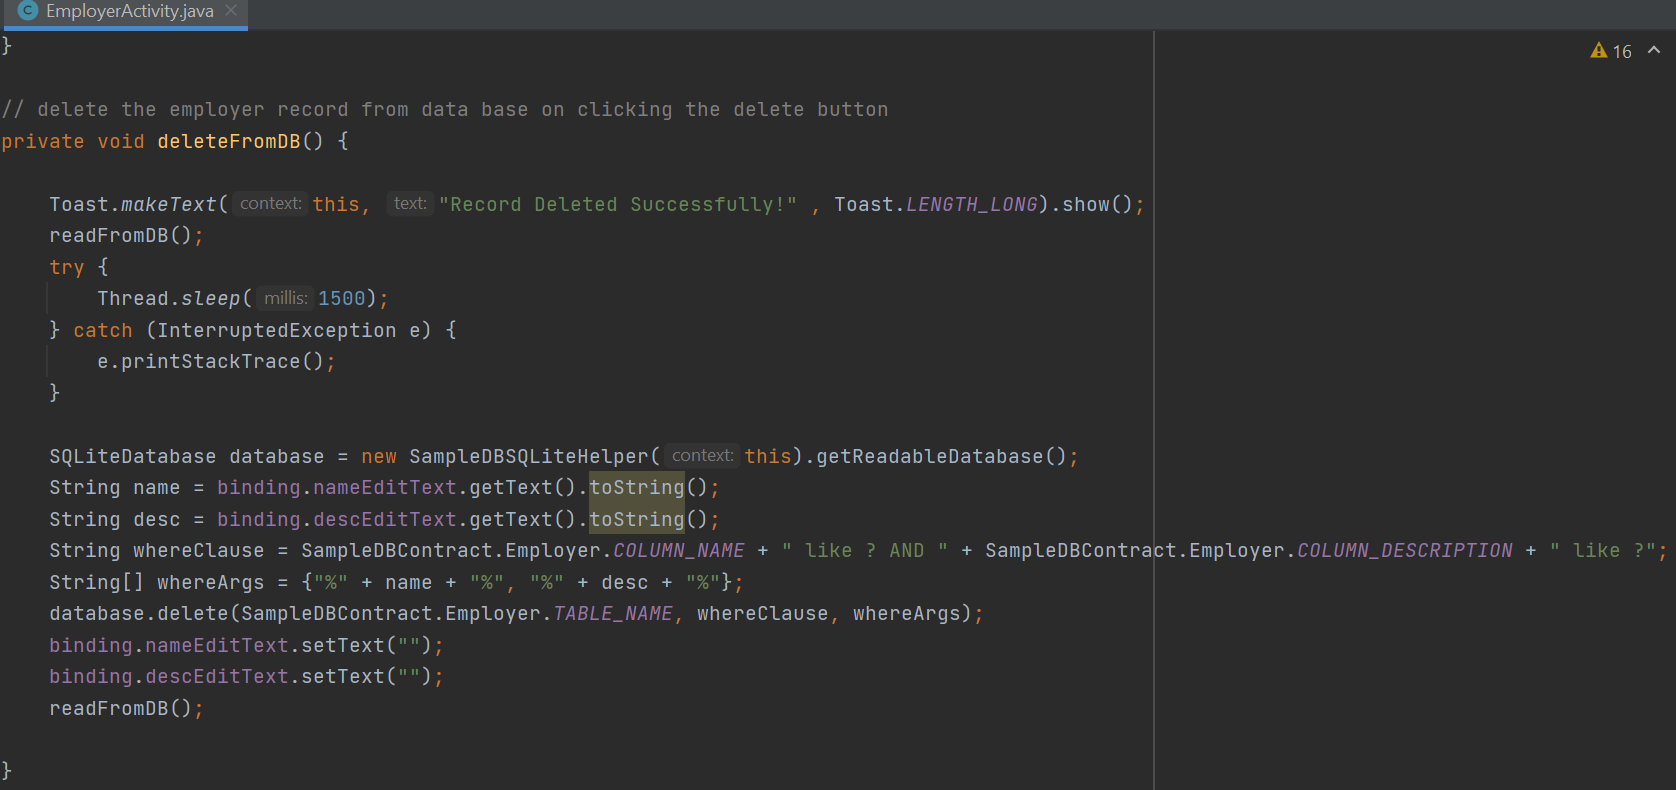 EmployerActivity.java
16
}
// delete the employer record from data base on clicking the delete button
private void deleteFromDB() {
Toast.makeText( context: this, text: "Record Deleted Successfully!" , Toast.LENGTH_LONG).show();
readFromDB();
try {
Thread.sleep( millis: 1500);
} catch (InterruptedException e) {
e.printStackTrace();
}
SQLiteDatabase database = new SampleDBSQLiteHelper( context: this).getReadableDatabase();
String name = binding.nameEditText.getText().toString();
String desc = binding.descEditText.getText().toString();
String whereClause = SampleDBContract.Employer.COLUMN_NAME + " like ? AND " + SampleDBContract.Employer.COLUMN_DESCRIPTION + " like ?";
String[] whereArgs = {"%" + name + "%", "%" + desc + "%"};
database.delete(SampleDBContract.Employer.TABLE_NAME, whereClause, whereArgs);
binding.nameEditText.setText("");
binding.descEditText.setText("");
readFromDB();
}